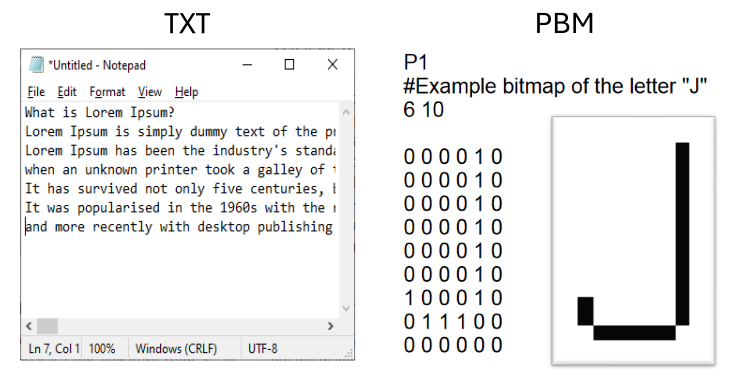 TXT
*Untitled - Notepad
File Edit Format View Help
What is Lorem Ipsum?
Lorem Ipsum is simply dummy text of the
Lorem Ipsum has been the industry's standa
when an unknown printer took a galley of
It has survived not only five centuries,
It was popularised in the 1960s with the
and more recently with desktop publishing
Ln 7, Col 1 100% Windows (CRLF) UTF-8
PBM
P1
#Example bitmap of the letter "J"
6 10
0 0 0 0 1 0
0 0 0 0 1 0
0 0 0 0 1 0
0 0 0 0 1 0
0 0 0 0 1 0
0 0 0 0 1 0
1 0 0 0 1 0
0 1 1 1 0 0
0 0 0 0 0 0